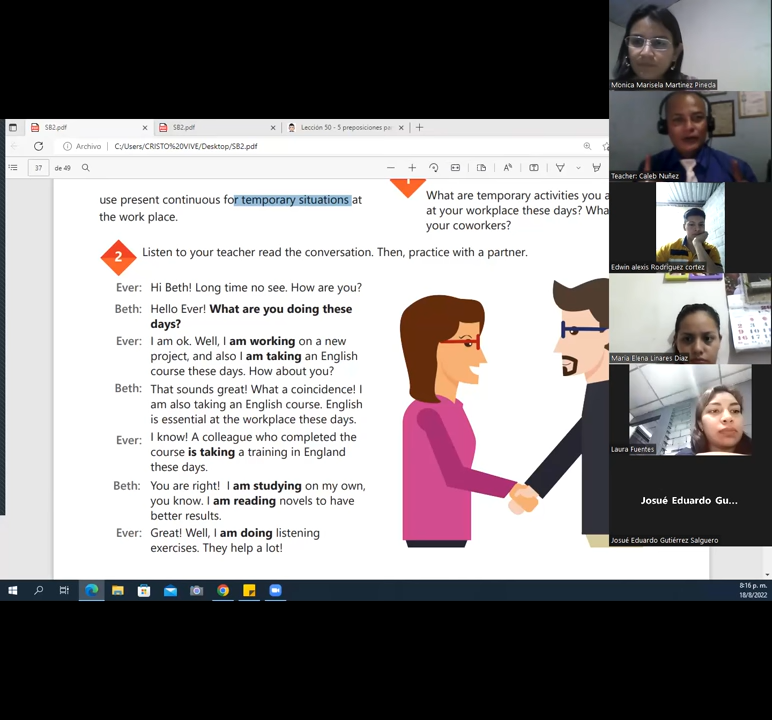 SB2.pdf
SB2.pdf
Lección 50 - 5 preposiciones pa
Archivo
C:/Users/CRISTO%20VIVE/Desktop/SB2.pdf
37
de 49
use present continuous for temporary situations at
the work place.
What are temporary activities you a
at your workplace these days? Wha
your coworkers?
2
Listen to your teacher read the conversation. Then, practice with a partner.
Ever: Hi Beth! Long time no see. How are you?
Beth: Hello Ever! What are you doing these
days?
Ever: I am ok. Well, I am working on a new
project, and also I am taking an English
course these days. How about you?
Beth: That sounds great! What a coincidence! I
am also taking an English course. English
is essential at the workplace these days.
Ever: I know! A colleague who completed the
course is taking a training in England
these days.
Beth: You are right! I am studying on my own,
you know. I am reading novels to have
better results.
Ever: Great! Well, I am doing listening
exercises. They help a lot!
Monica Marisela Martinez Pineda
Teacher: Caleb Nuñez
Edwin alexis Rodríguez cortez
Maria Elena Linares Diaz
Laura Fuentes
Josué Eduardo Gu...
Josué Eduardo Gutiérrez Salguero
8:16 p. m.
18/8/2022